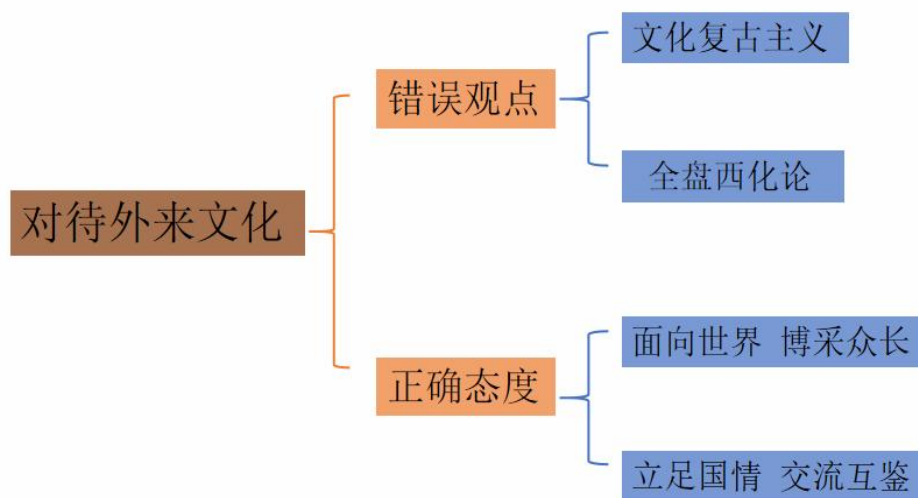 对待外来文化
错误观点
文化复古主义
全盘西化论
正确态度
面向世界 博采众长
立足国情 交流互鉴